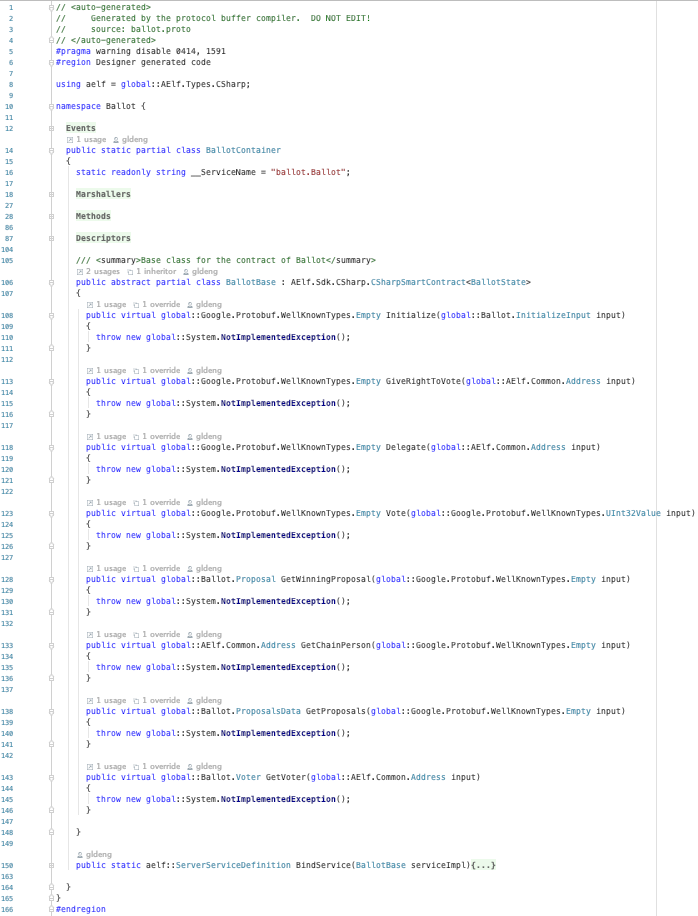 1 // <auto-generated>
2 //     Generated by the protocol buffer compiler.  DO NOT EDIT!
3 //     source: ballot.proto
4 // </auto-generated>
5 #pragma warning disable 0414, 1591
6 #region Designer generated code
7
8 using aelf = global::AElf.Types.CSharp;
9
10 namespace Ballot {
11
12   Events
1 usage  gldeng
14   public static partial class BallotContainer
15   {
16     static readonly string __ServiceName = "ballot.Ballot";
17
18     Marshallers
27
28     Methods
86
87     Descriptors
104
105     /// <summary>Base class for the contract of Ballot</summary>
2 usages  1 inheritor  gldeng
106     public abstract partial class BallotBase : AElf.Sdk.CSharp.CSharpSmartContract<BallotState>
107     {
1 usage  1 override  gldeng
108       public virtual global::Google.Protobuf.WellKnownTypes.Empty Initialize(global::Ballot.InitializeInput input)
109       {
110         throw new global::System.NotImplementedException();
111       }
112
1 usage  1 override  gldeng
113       public virtual global::Google.Protobuf.WellKnownTypes.Empty GiveRightToVote(global::AElf.Common.Address input)
114       {
115         throw new global::System.NotImplementedException();
116       }
117
1 usage  1 override  gldeng
118       public virtual global::Google.Protobuf.WellKnownTypes.Empty Delegate(global::AElf.Common.Address input)
119       {
120         throw new global::System.NotImplementedException();
121       }
122
1 usage  1 override  gldeng
123       public virtual global::Google.Protobuf.WellKnownTypes.Empty Vote(global::Google.Protobuf.WellKnownTypes.UInt32Value input)
124       {
125         throw new global::System.NotImplementedException();
126       }
127
1 usage  1 override  gldeng
128       public virtual global::Ballot.Proposal GetWinningProposal(global::Google.Protobuf.WellKnownTypes.Empty input)
129       {
130         throw new global::System.NotImplementedException();
131       }
132
1 usage  1 override  gldeng
133       public virtual global::AElf.Common.Address GetChainPerson(global::Google.Protobuf.WellKnownTypes.Empty input)
134       {
135         throw new global::System.NotImplementedException();
136       }
137
1 usage  1 override  gldeng
138       public virtual global::Ballot.ProposalsData GetProposals(global::Google.Protobuf.WellKnownTypes.Empty input)
139       {
140         throw new global::System.NotImplementedException();
141       }
142
1 usage  1 override  gldeng
143       public virtual global::Ballot.Voter GetVoter(global::AElf.Common.Address input)
144       {
145         throw new global::System.NotImplementedException();
146       }
147
148     }
149
gldeng
150     public static aelf::ServerServiceDefinition BindService(BallotBase serviceImpl){...}
163
164   }
165 }
166 #endregion